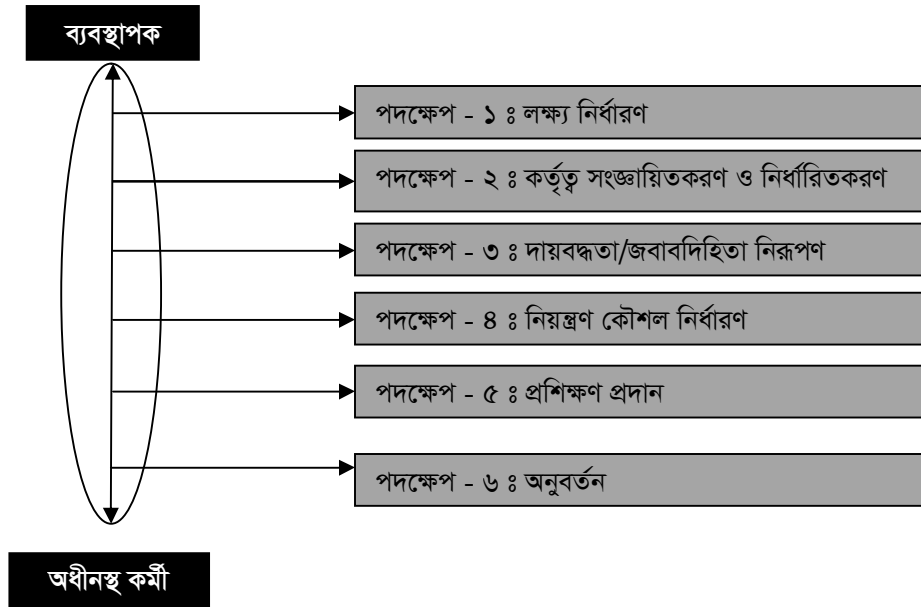 ব্যবস্থাপক
পদক্ষেপ - ১ ঃ লক্ষ্য নির্ধারণ
পদক্ষেপ - ২ ঃ কর্তৃত্ব সংজ্ঞায়িতকরণ ও নির্ধারিতকরণ
পদক্ষেপ - ৩ ঃ দায়বদ্ধতা/জবাবদিহিতা নিরূপণ
পদক্ষেপ - ৪ ঃ নিয়ন্ত্রণ কৌশল নির্ধারণ
পদক্ষেপ - ৫ ঃ প্রশিক্ষণ প্রদান
পদক্ষেপ - ৬ ঃ অনুবর্তন
অধীনস্থ কর্মী